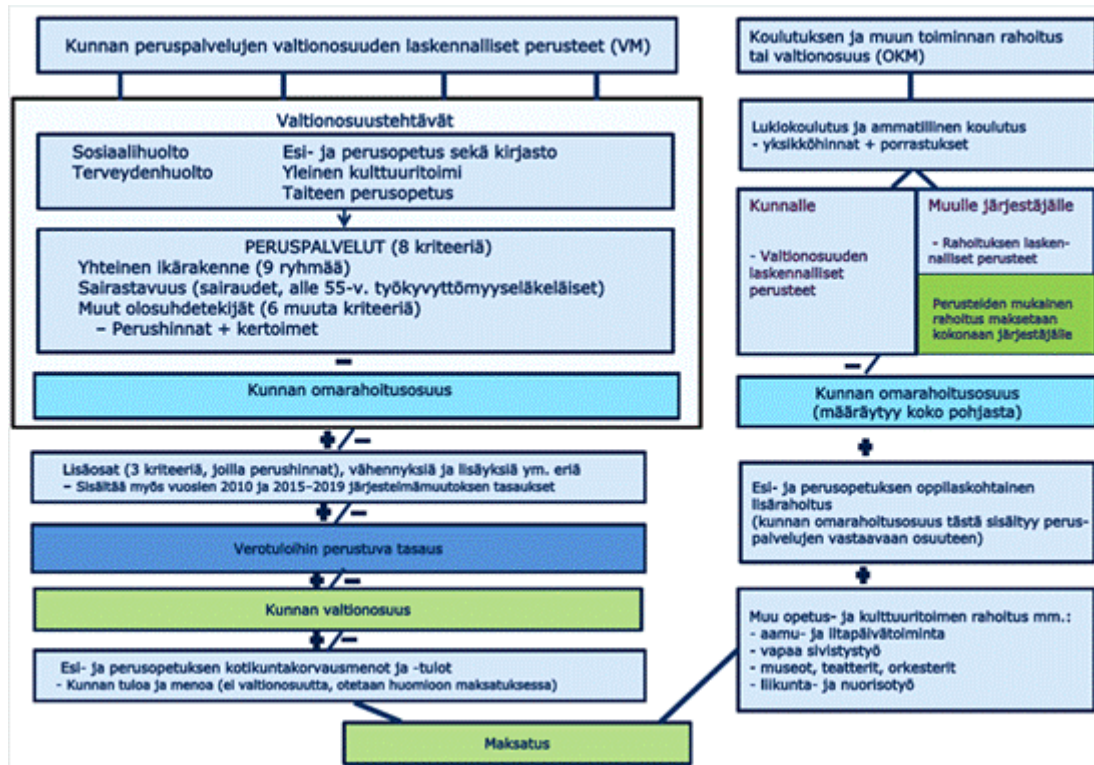 Kunnan peruspalvelujen valtionosuuden laskennalliset perusteet (VM)
Valtionosuustehtävät
Sosiaalihuolto
Terveydenhuolto
Esi- ja perusopetus sekä kirjasto
Yleinen kulttuuritoimi
Taiteen perusopetus
PERUSPALVELUT (8 kriteeriä)
Yhteinen ikärakenne (9 ryhmää)
Sairastavuus (sairaudet, alle 55-v. työkyvyttömyyseläkeläiset)
Muut olosuhdetekijät (6 muuta kriteeriä)
– Perushinnat + kertoimet
–
Kunnan omarahoitusosuus
+/–
Lisäosat (3 kriteeriä, joilla perushinnat), vähennyksiä ja lisäyksiä ym. eriä
– Sisältää myös vuosien 2010 ja 2015–2019 järjestelmämuutoksen tasaukset
+/–
Verotuloihin perustuva tasaus
+/–
Kunnan valtionosuus
+/–
Esi- ja perusopetuksen kotikuntakorvausmenot ja -tulot
- Kunnan tuloa ja menoa (ei valtionosuutta, otetaan huomioon maksatuksessa)
Koulutuksen ja muun toiminnan rahoitus
tai valtionosuus (OKM)
Lukiokoulutus ja ammatillinen koulutus
- yksikköhinnat + porrastukset
Kunnalle
- Valtionosuuden
laskennalliset
perusteet
Muulle järjestäjälle
- Rahoituksen lasken-
nalliset perusteet
Perusteiden mukainen
rahoitus maksetaan
kokonaan järjestäjälle
–
Kunnan omarahoitusosuus
(määräytyy koko pohjasta)
+
Esi- ja perusopetuksen oppilaskohtainen
lisärahoitus
(kunnan omarahoitusosuus tästä sisältyy perus-
palvelujen vastaavaan osuuteen)
+
Muu opetus- ja kulttuuritoimen rahoitus mm.:
- aamu- ja iltapäivätoiminta
- vapaa sivistystyö
- museot, teatterit, orkesterit
- liikunta- ja nuorisotyö
Maksatus